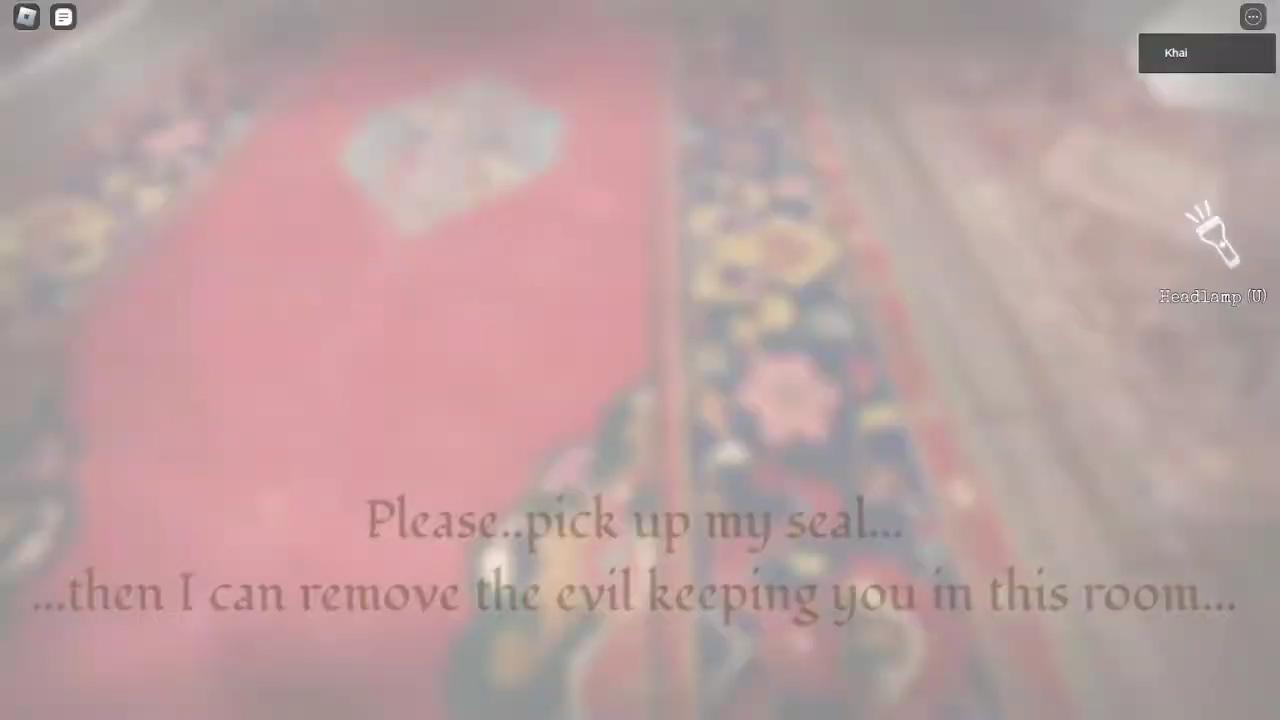 Khai
Headlamp (U)
Please..pick up my seal...
...then I can remove the evil keeping you in this room...